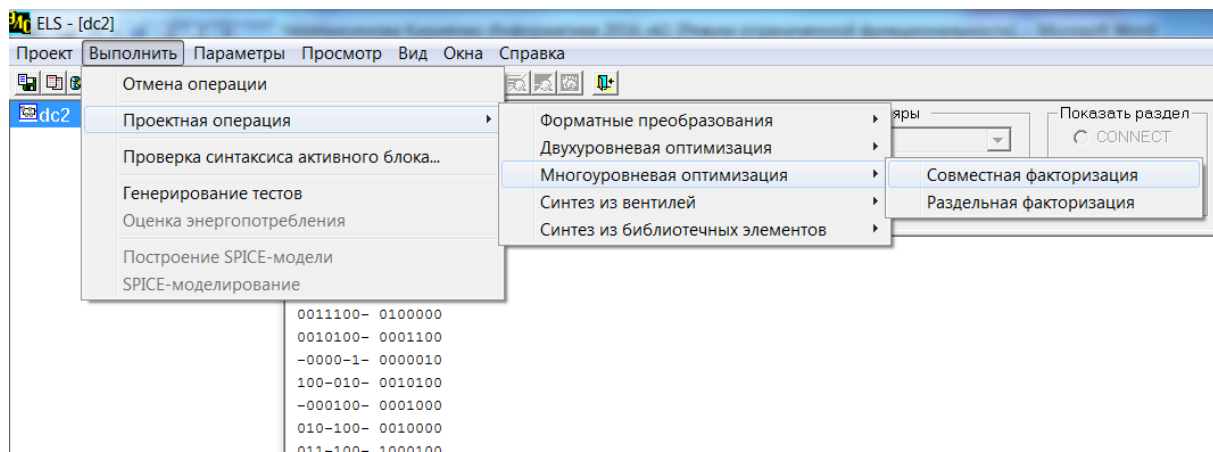 ELS - [dc2]
Проект Выполнить Параметры Просмотр Вид Окна Справка
Отмена операции
dc2
Проектная операция
Проверка синтаксиса активного блока...
Генерирование тестов
Оценка энергопотребления
Построение SPICE-модели
SPICE-моделирование
Форматные преобразования
Двухуровневая оптимизация
Многоуровневая оптимизация
Синтез из вентилей
Синтез из библиотечных элементов
Показать раздел
CONNECT
Совместная факторизация
Раздельная факторизация
0011100- 0100000
0010100- 0001100
-0000-1- 0000010
100-010- 0010100
-000100- 0001000
010-100- 0010000
011-100- 1000100